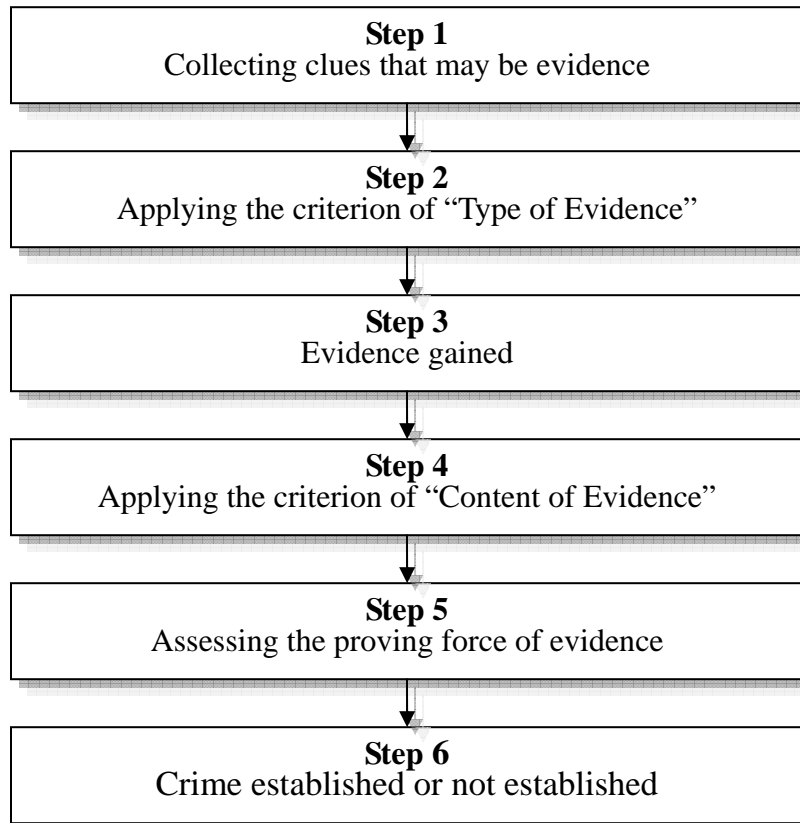 Step 1
Collecting clues that may be evidence
Step 2
Applying the criterion of “Type of Evidence”
Step 3
Evidence gained
Step 4
Applying the criterion of “Content of Evidence”
Step 5
Assessing the proving force of evidence
Step 6
Crime established or not established